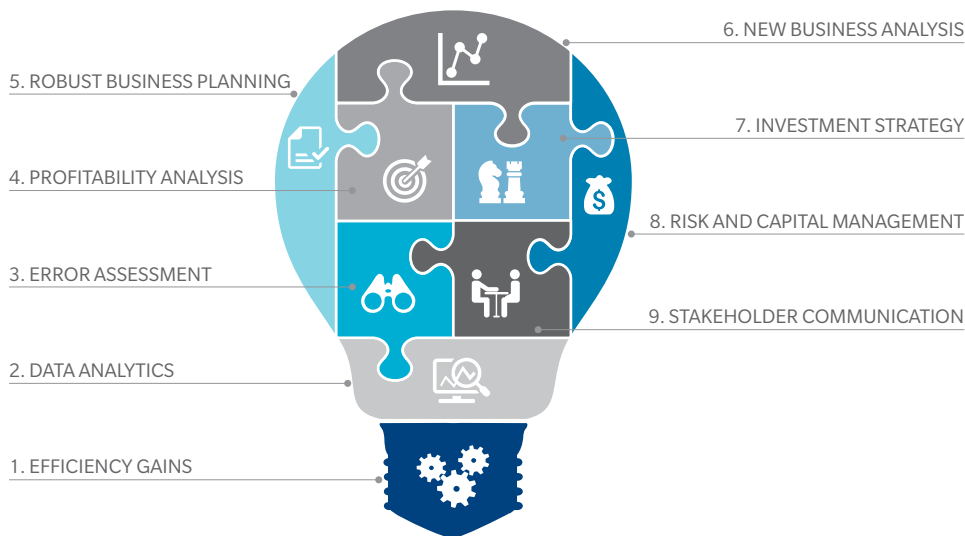 6. NEW BUSINESS ANALYSIS
5. ROBUST BUSINESS PLANNING
7. INVESTMENT STRATEGY
4. PROFITABILITY ANALYSIS
$
8. RISK AND CAPITAL MANAGEMENT
3. ERROR ASSESSMENT
9. STAKEHOLDER COMMUNICATION
2. DATA ANALYTICS
1. EFFICIENCY GAINS